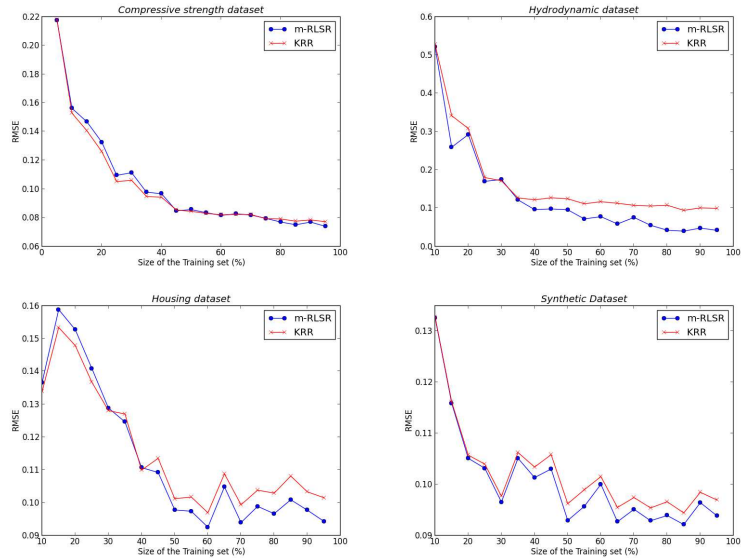 Compressive strength dataset
0.22
0.20
0.18
0.16
0.14
0.12
0.10
0.08
0.06
RMSE
m-RLSR
KRR
0 20 40 60 80 100
Size of the Training set (%)
Hydrodynamic dataset
0.6
0.5
0.4
0.3
0.2
0.1
0.0
RMSE
m-RLSR
KRR
10 20 30 40 50 60 70 80 90 100
Size of the Training set (%)
Housing dataset
0.16
0.15
0.14
0.13
0.12
0.11
0.10
0.09
RMSE
m-RLSR
KRR
10 20 30 40 50 60 70 80 90 100
Size of the Training set (%)
Synthetic Dataset
0.13
0.12
0.11
0.10
0.09
RMSE
m-RLSR
KRR
10 20 30 40 50 60 70 80 90 100
Size of the Training set (%)